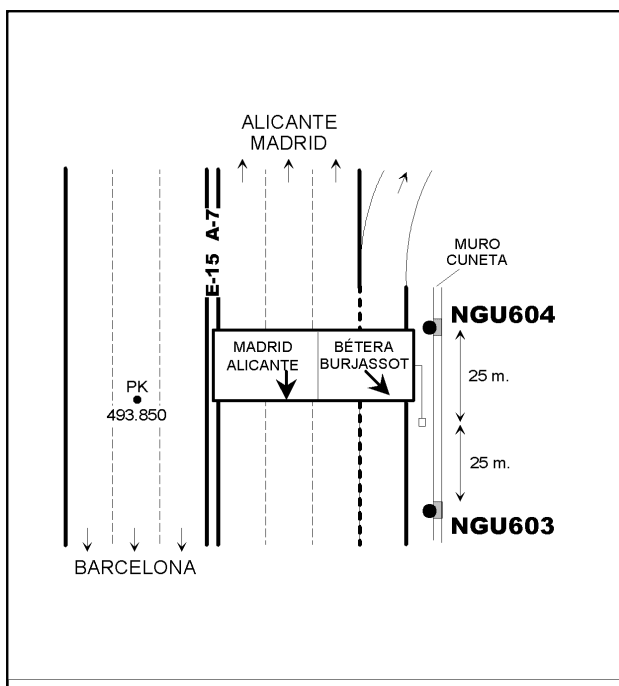 ALICANTE
MADRID
E-15 A-7
MURO
CUNETA
NGU604
MADRID
ALICANTE
BÉTERA
BURJASSOT
25 m.
PK
493.850
25 m.
NGU603
BARCELONA